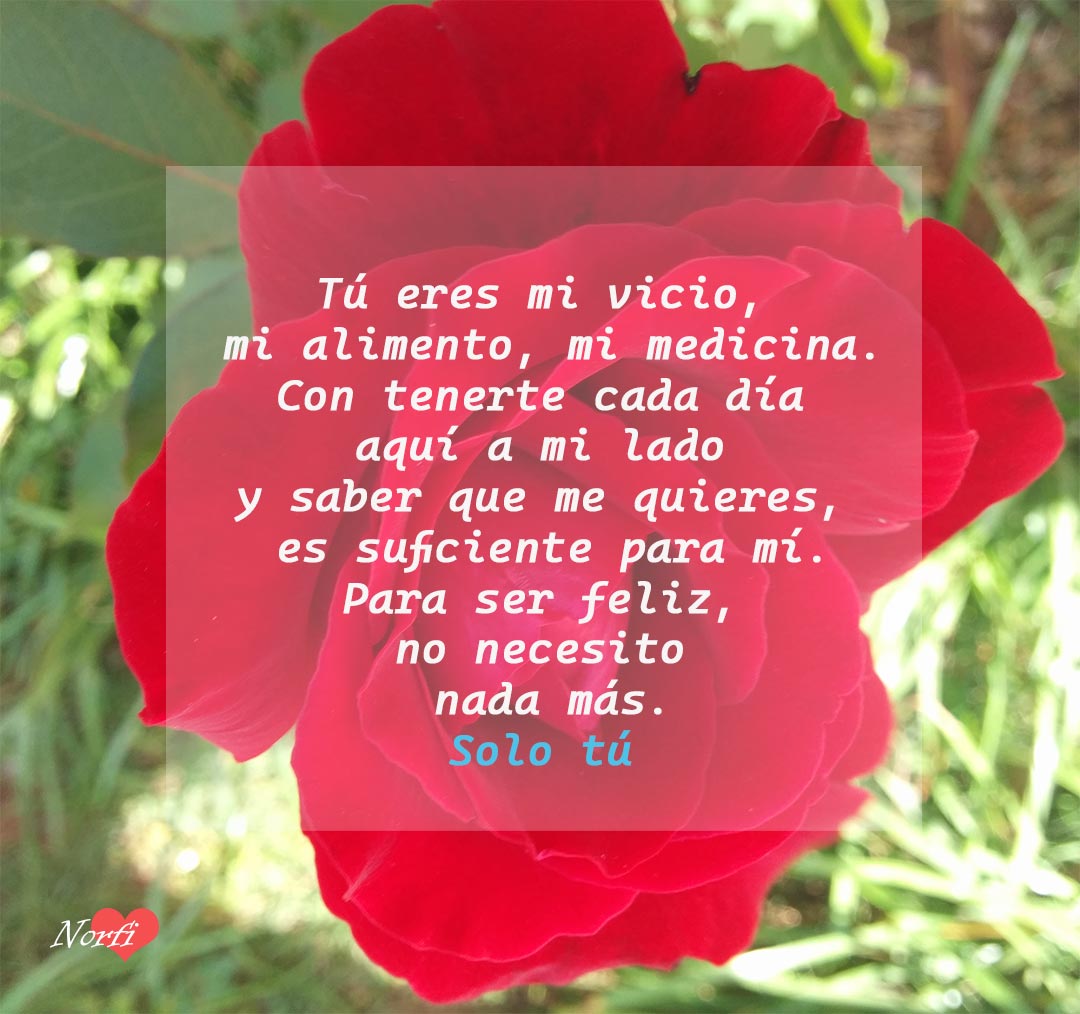 Tú eres mi vicio,
mi alimento, mi medicina.
Con tenerte cada día
aquí a mi lado
y saber que me quieres,
es suficiente para mí.
Para ser feliz,
no necesito
nada más.
Solo tú
Norfi